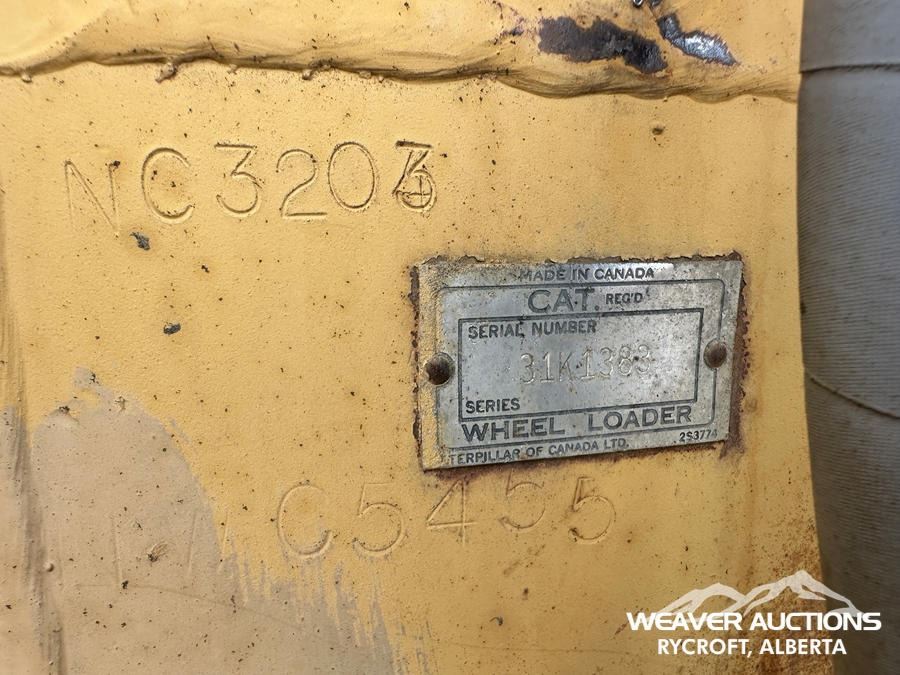 NC3203
MADE IN CANADA
CAT. REG'D
SERIAL NUMBER
31K1383
SERIES
WHEEL LOADER
TERPILLAR OF CANADA LTD. 2S3774
C5455
WEAVER AUCTIONS
RYCROFT, ALBERTA